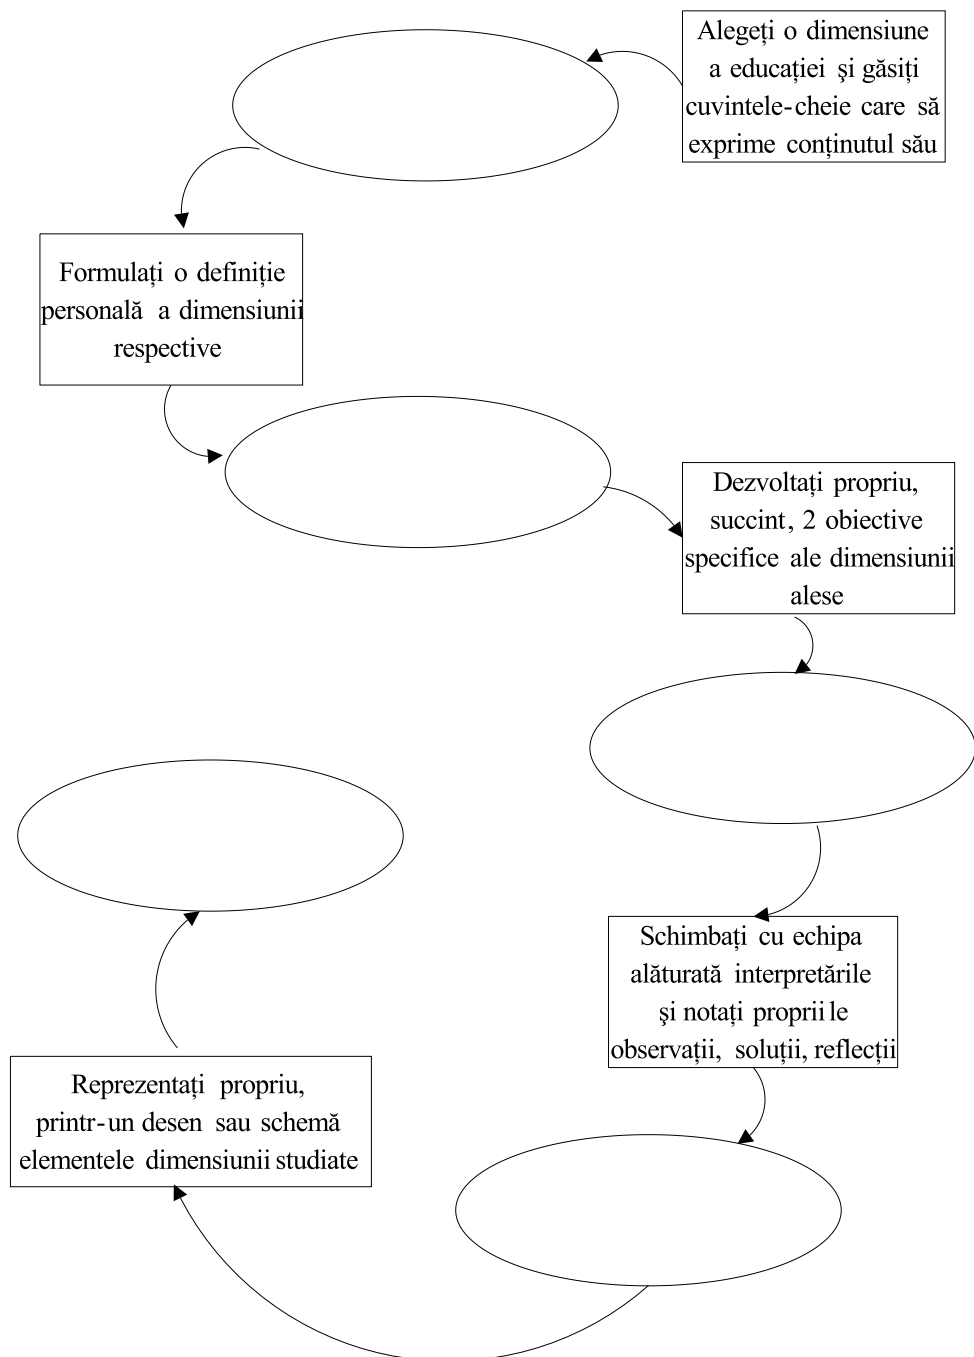 Alegeți o dimensiune
a educației şi găsiți
cuvintele-cheie care să
exprime conținutul său
Formulați o definiție
personală a dimensiunii
respective
Dezvoltați propriu,
succint, 2 obiective
specifice ale dimensiunii
alese
Schimbați cu echipa
alăturată interpretările
şi notați propriile
observații, soluții, reflecții
Reprezentați propriu,
printr-un desen sau schemă
elementele dimensiunii studiate